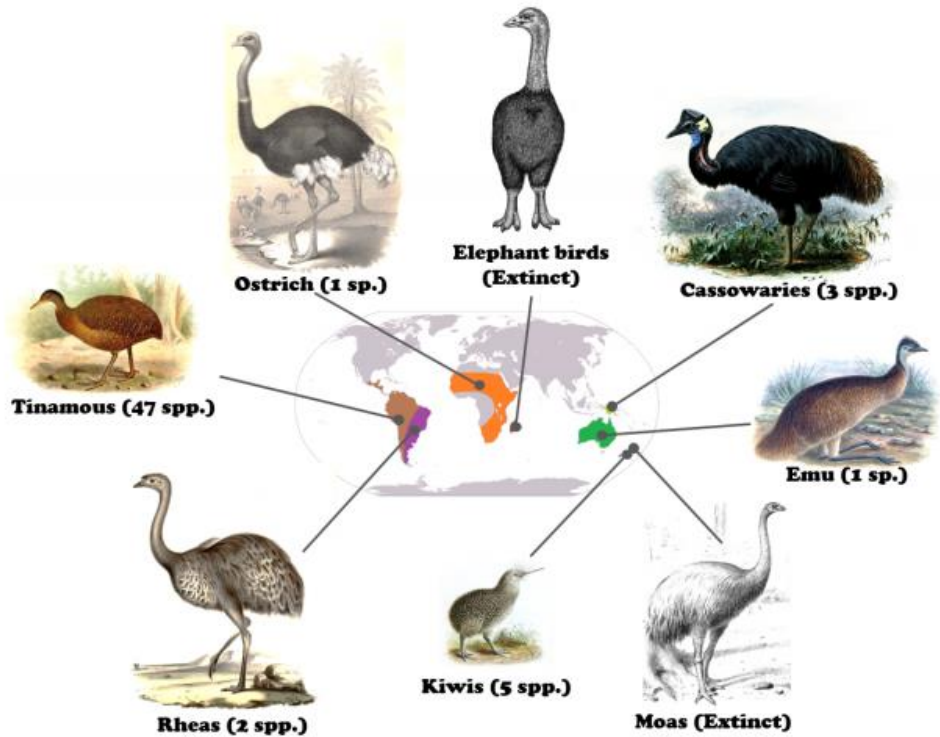 Ostrich (1 sp.)
Elephant birds
(Extinct)
Cassowaries (3 spp.)
Tinamous (47 spp.)
Emu (1 sp.)
Rheas (2 spp.)
Kiwis (5 spp.)
Moas (Extinct)